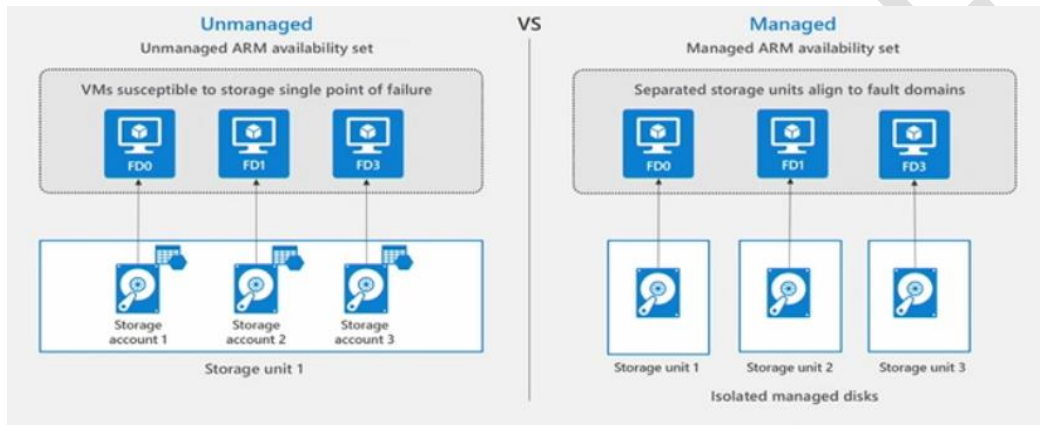 Unmanaged
VS
Managed
Unmanaged ARM availability set
Managed ARM availability set
VMs susceptible to storage single point of failure
FD0
FD1
FD3
Storage
account 1
Storage
account 2
Storage
account 3
Storage unit 1
Separated storage units align to fault domains
FD0
FD1
FD3
Storage unit 1
Storage unit 2
Storage unit 3
Isolated managed disks